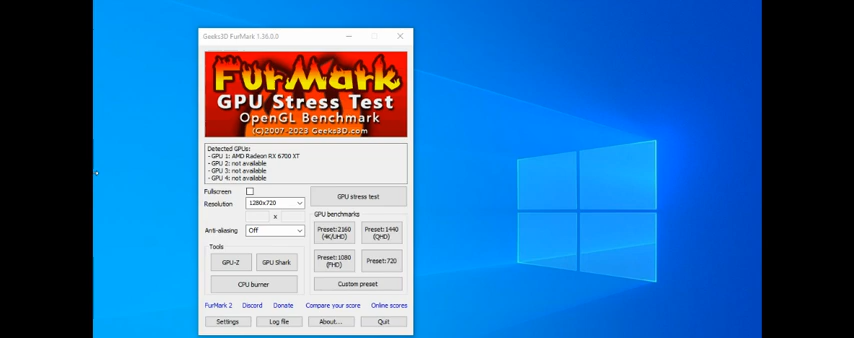 Geeks3D FurMark 1.36.0.0
FurMark
GPU Stress Test
OpenGL Benchmark
(C)2007-2023 Geeks3D.com
Detected GPUs:
- GPU 1: AMD Radeon RX 6700 XT
- GPU 2: not available
- GPU 3: not available
- GPU 4: not available
Fullscreen
GPU stress test
Resolution 1280x720
x
GPU benchmarks
Anti-aliasing Off
Preset:2160 (4K/UHD)
Preset:1440 (QHD)
Tools
GPU-Z
GPU Shark
Preset:1080 (FHD)
Preset:720
CPU burner
Custom preset
FurMark 2 Discord Donate Compare your score Online scores
Settings Log file About... Quit